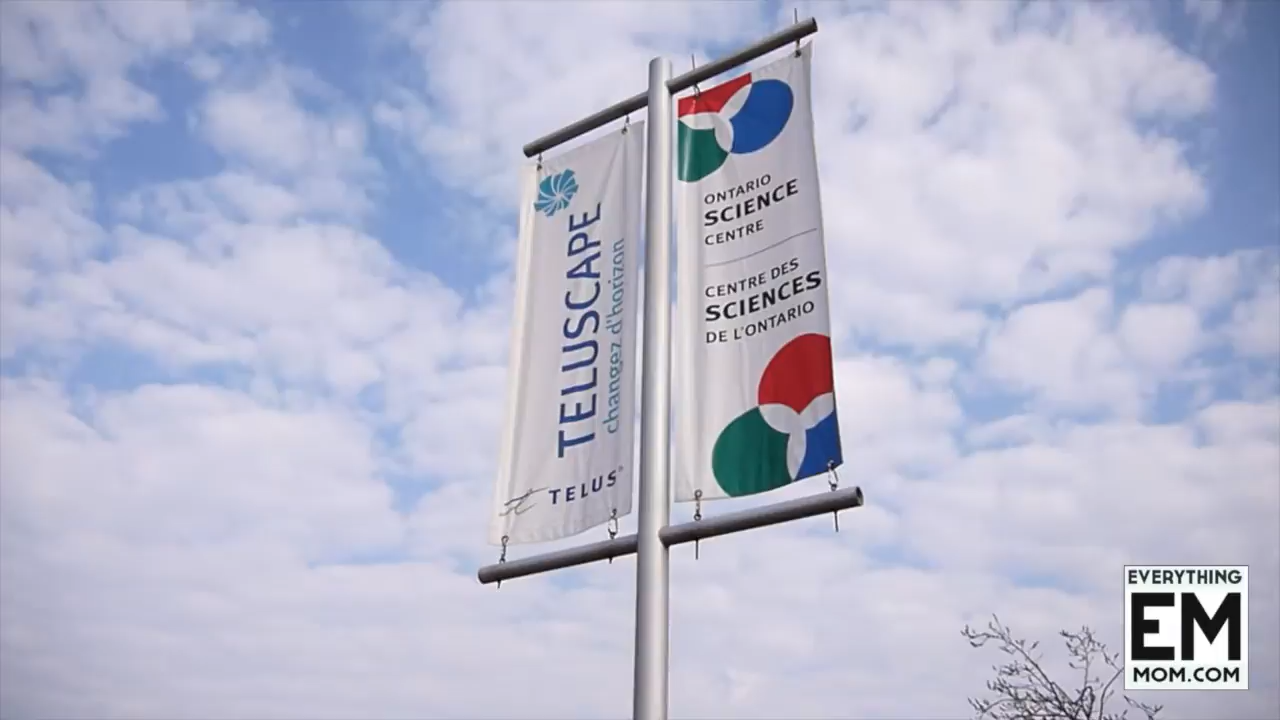 TELUSCAPE
changez d'horizon
TELUS®
ONTARIO
SCIENCE
CENTRE
CENTRE DES
SCIENCES
DE L'ONTARIO
EVERYTHING
EM
MOM.COM